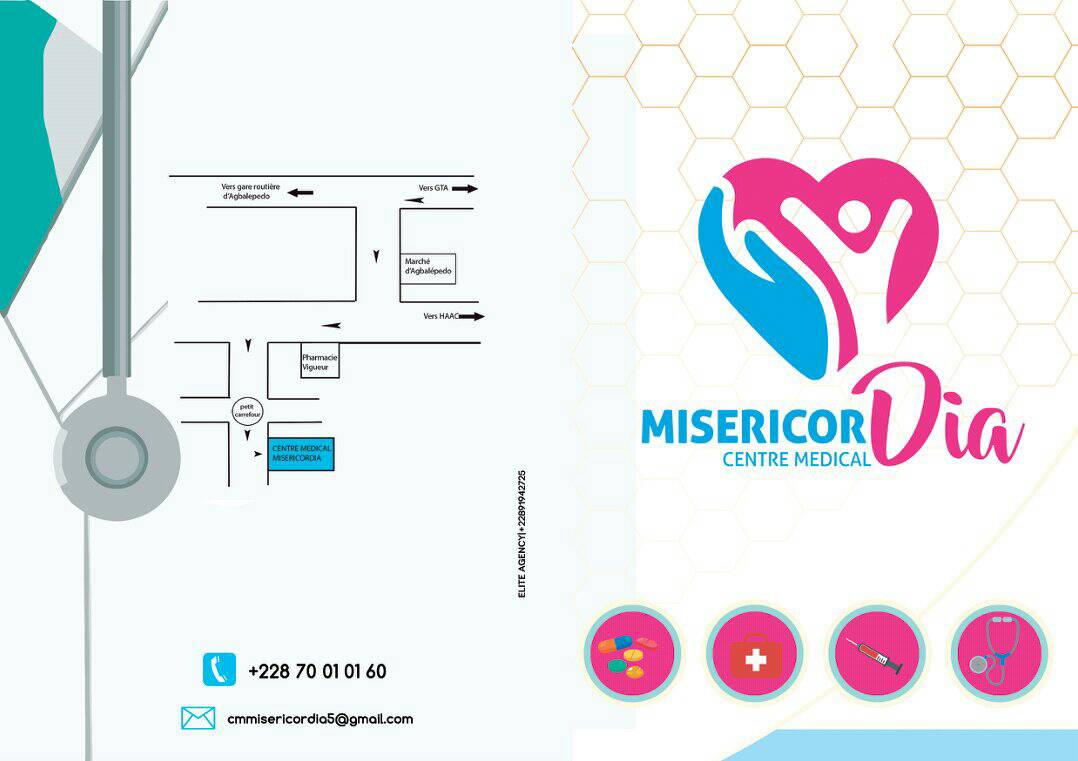 Vers gare routière
d'Agbalepedo
Vers GTA
Marché
d'Agbalépedo
Vers HAAC
Pharmacie
Vigueur
petit
carrefour
CENTRE MEDICAL
MISERICORDIA
ELITE AGENCY|+22891942725
+228 70 01 01 60
cmmisericordia5@gmail.com
MISERICORDia
CENTRE MEDICAL